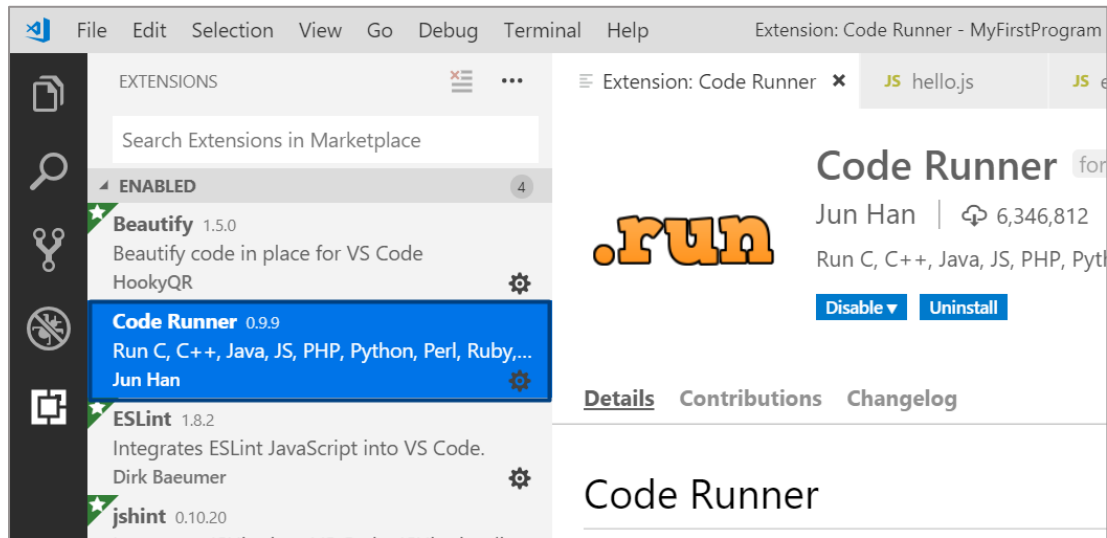 File Edit Selection View Go Debug Terminal Help Extension: Code Runner - MyFirstProgram
EXTENSIONS
Search Extensions in Marketplace
ENABLED 4
Beautify 1.5.0
Beautify code in place for VS Code
HookyQR
Code Runner 0.9.9
Run C, C++, Java, JS, PHP, Python, Perl, Ruby,...
Jun Han
ESLint 1.8.2
Integrates ESLint JavaScript into VS Code.
Dirk Baeumer
jshint 0.10.20
Extension: Code Runner JS hello.js JS e
.run
Code Runner for
Jun Han 6,346,812
Run C, C++, Java, JS, PHP, Pyt
Disable Uninstall
Details Contributions Changelog
Code Runner